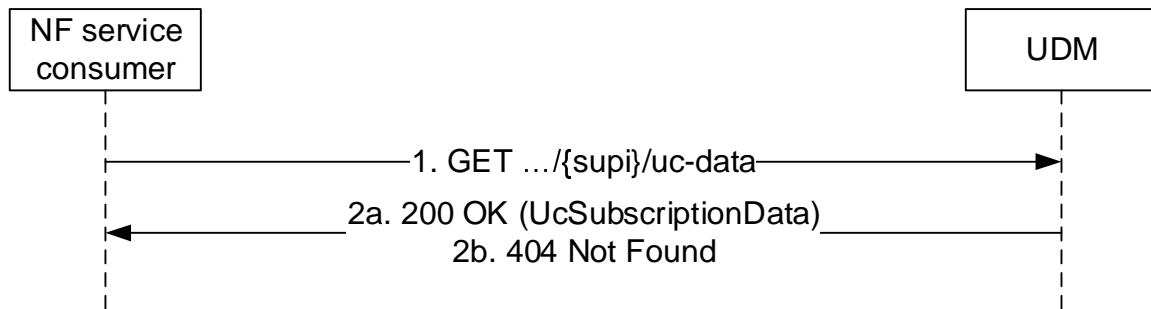 NF service
consumer
UDM
1. GET …/{supi}/uc-data
2a. 200 OK (UcSubscriptionData)
2b. 404 Not Found